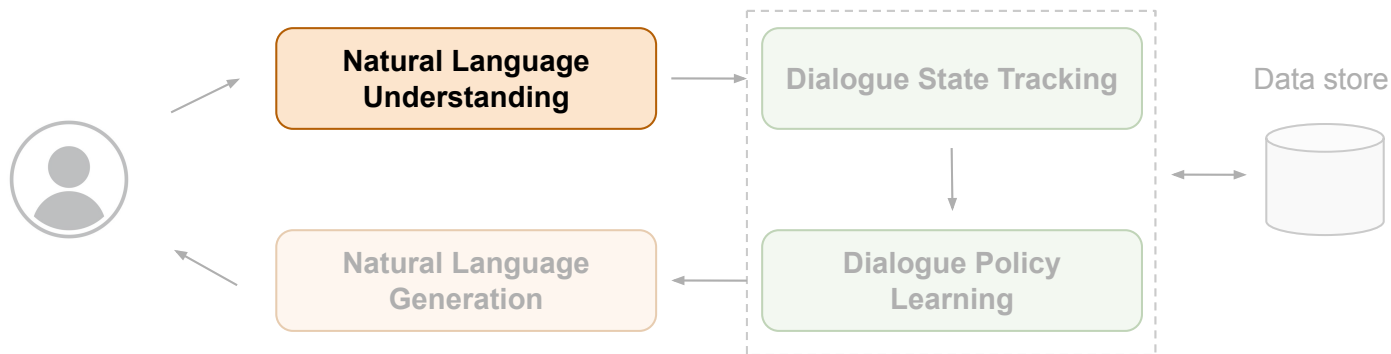 Natural Language
Understanding
Dialogue State Tracking
Data store
Natural Language
Generation
Dialogue Policy
Learning